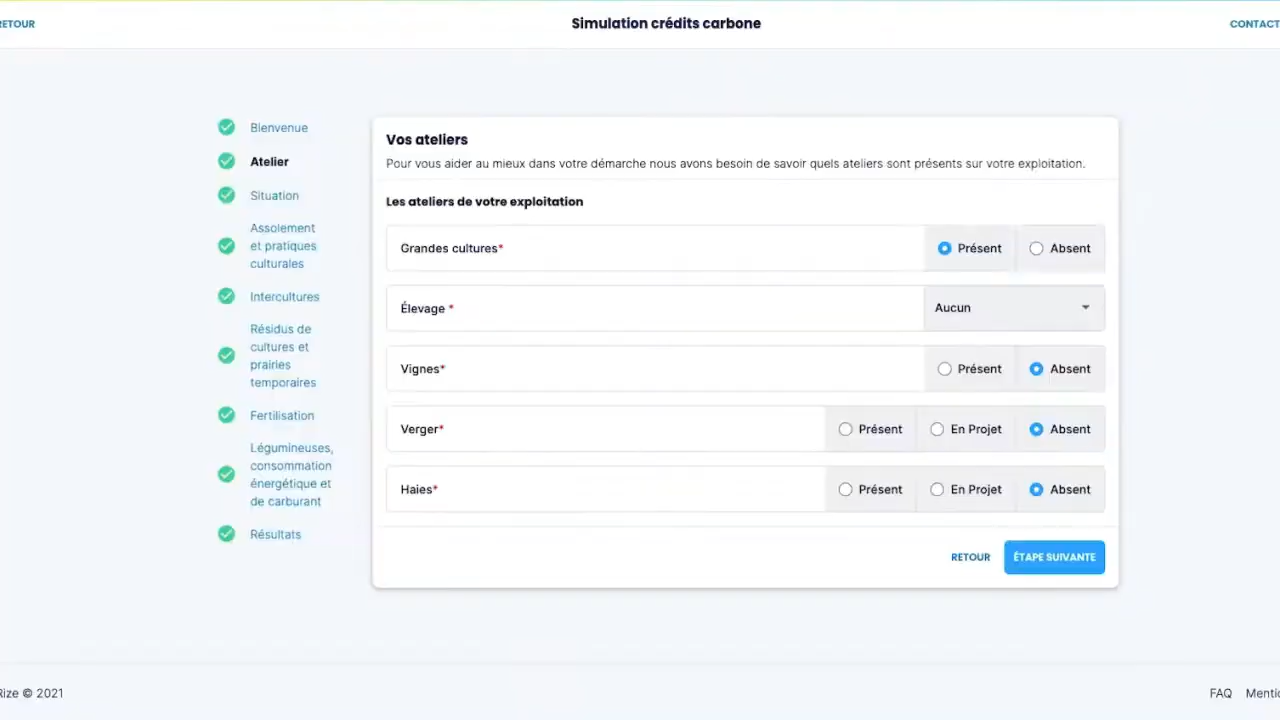 RETOUR
Simulation crédits carbone
CONTACT
Bienvenue
Atelier
Situation
Assolement
et pratiques
culturales
Intercultures
Résidus de
cultures et
prairies
temporaires
Fertilisation
Légumineuses,
consommation
énergétique et
de carburant
Résultats
Vos ateliers
Pour vous aider au mieux dans votre démarche nous avons besoin de savoir quels ateliers sont présents sur votre exploitation.
Les ateliers de votre exploitation
Grandes cultures* Présent Absent
Élevage * Aucun
Vignes* Présent Absent
Verger* Présent En Projet Absent
Haies* Présent En Projet Absent
RETOUR ÉTAPE SUIVANTE
Rize © 2021
FAQ